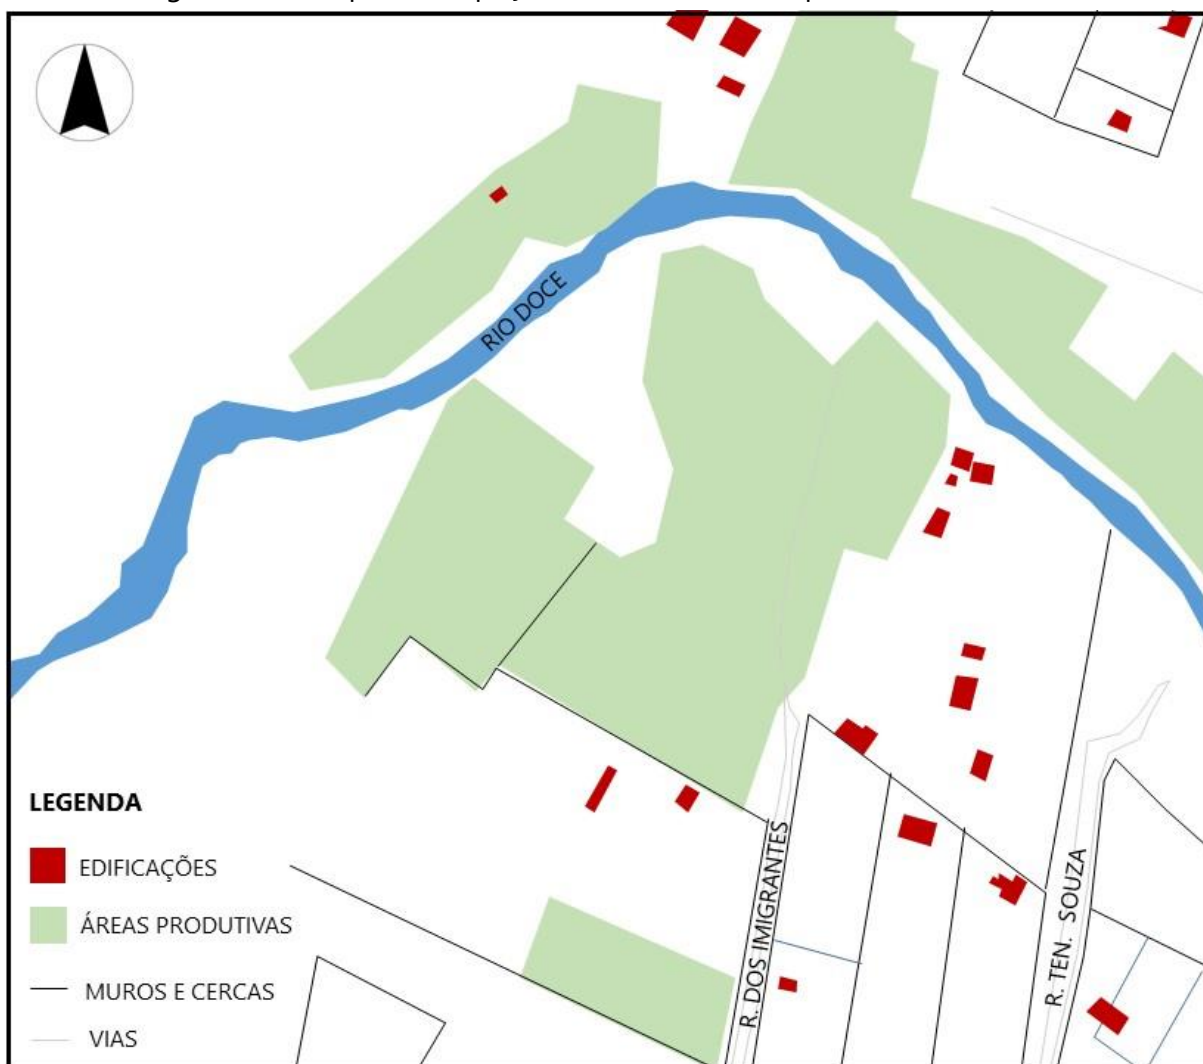 RIO DOCE
R. DOS IMIGRANTES
R. TEN. SOUZA
LEGENDA
EDIFICAÇÕES
ÁREAS PRODUTIVAS
MUROS E CERCAS
VIAS